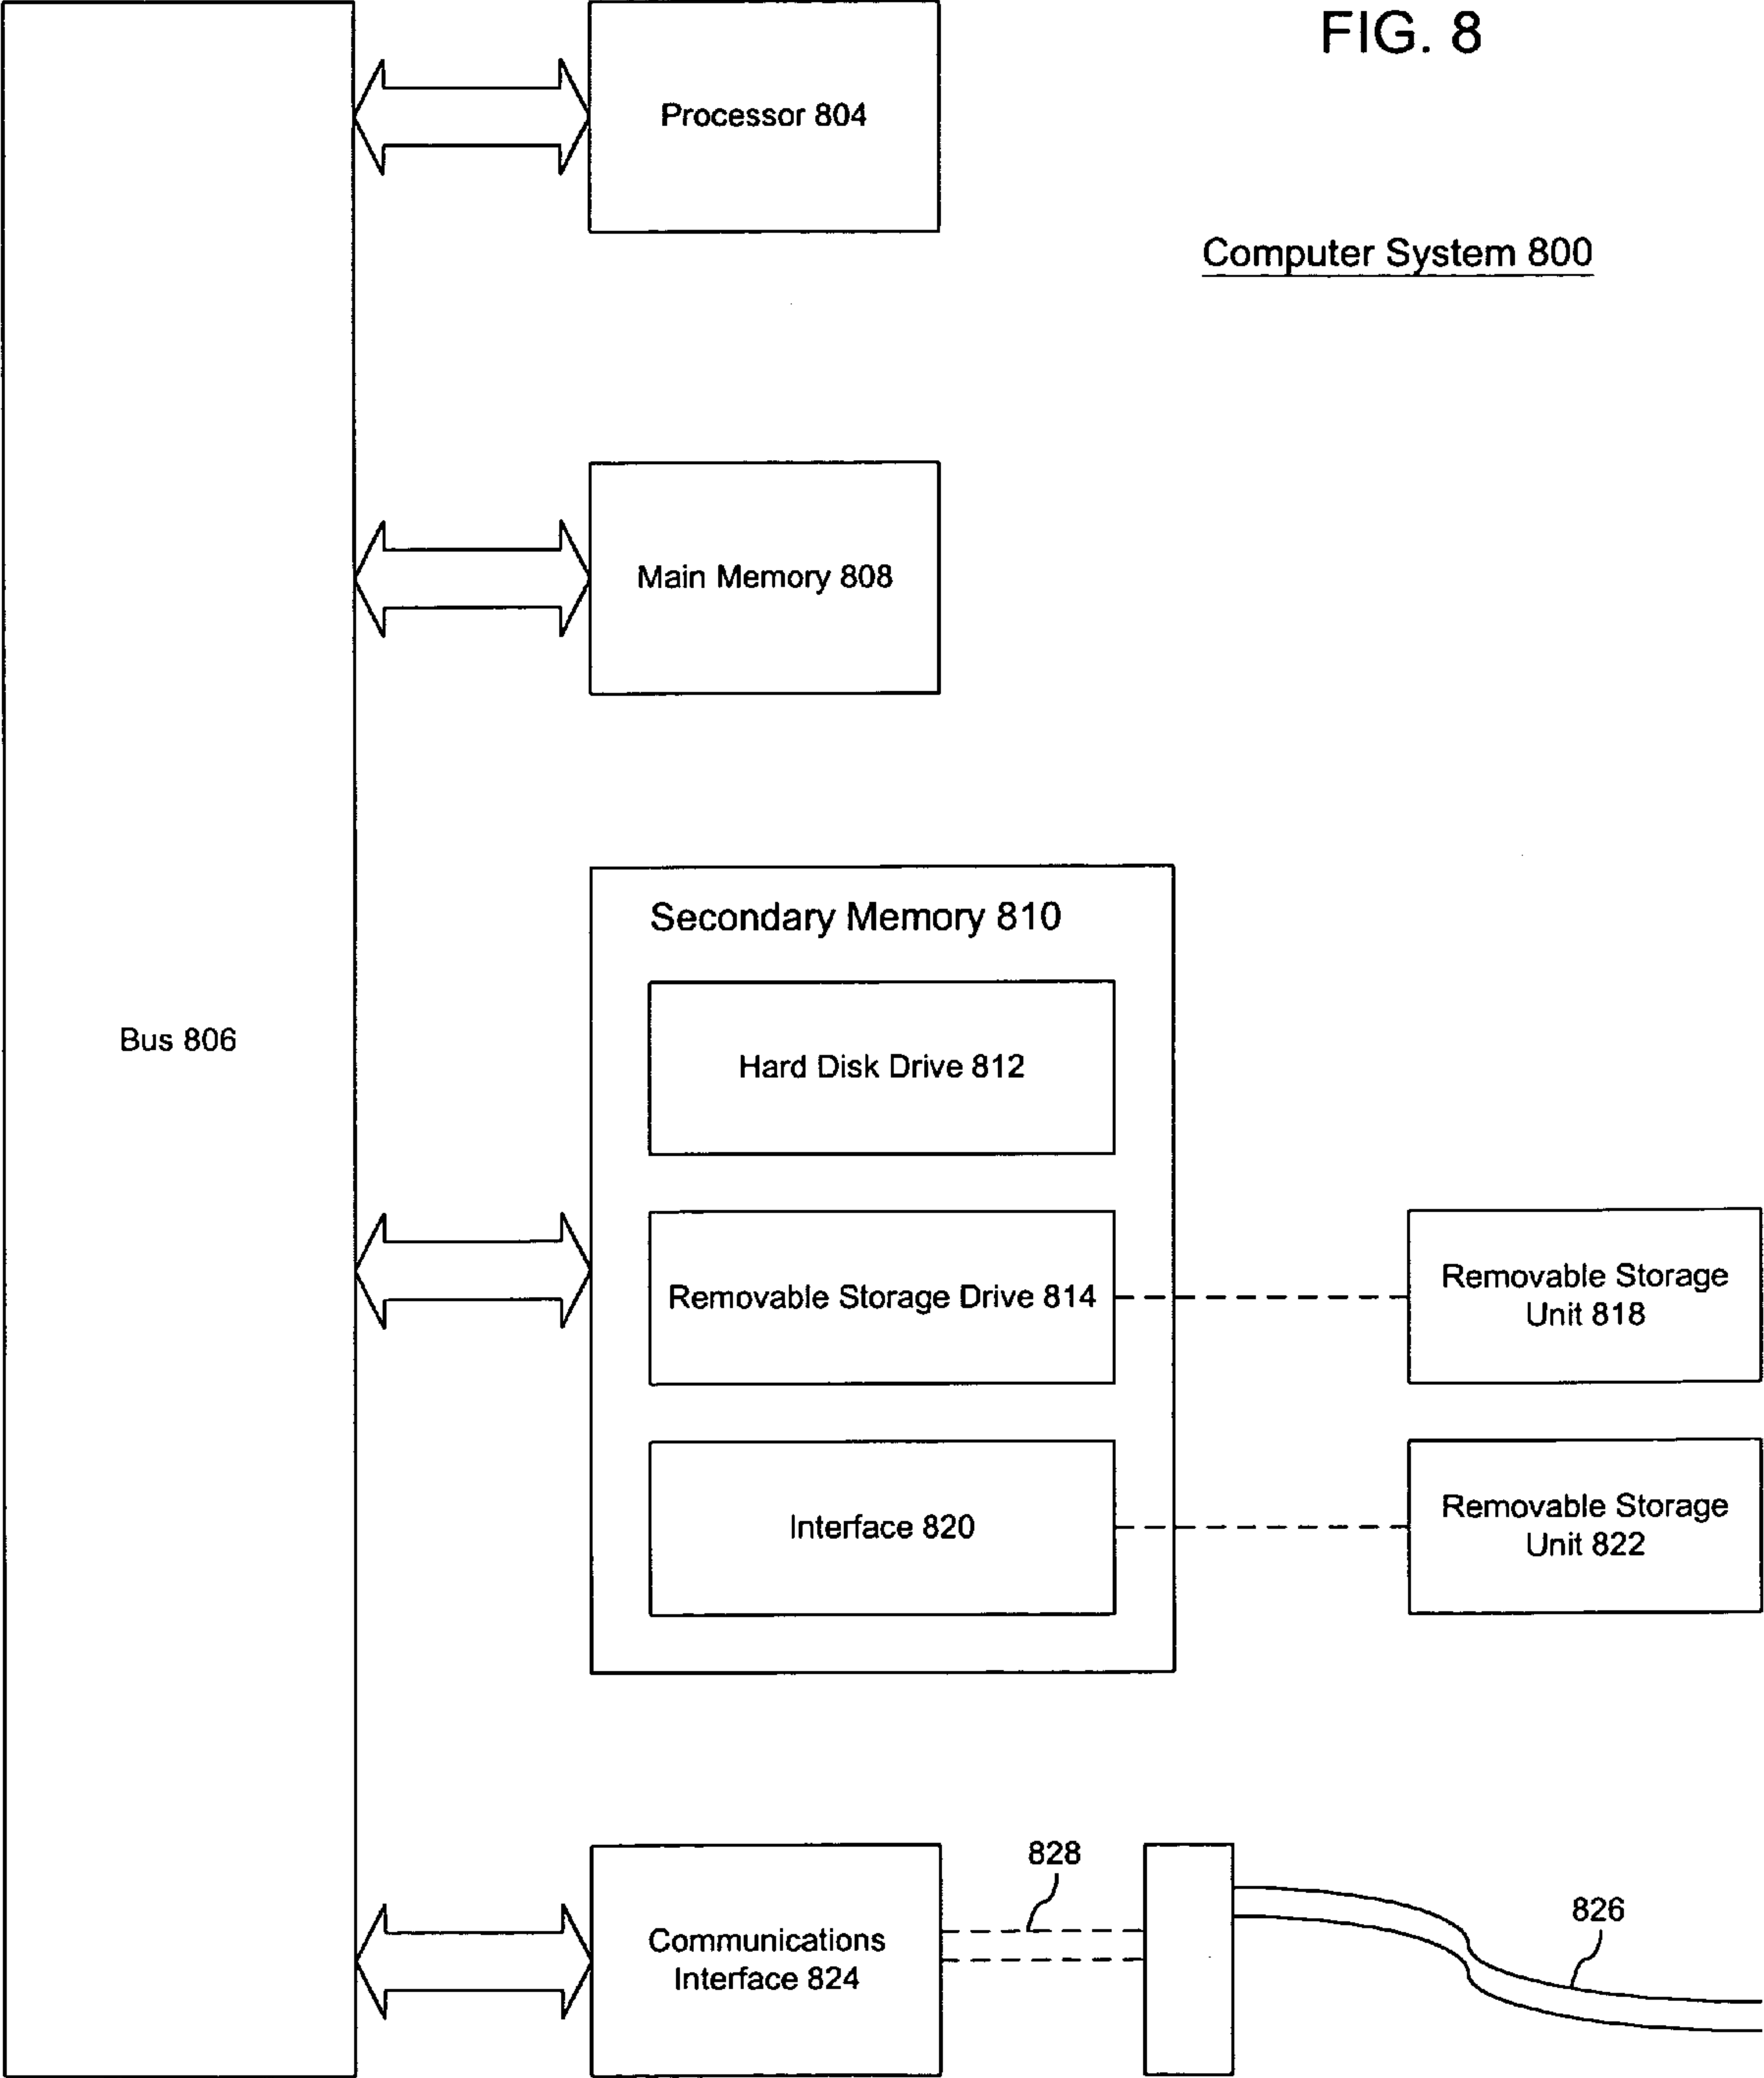 FIG. 8
Processor 804
Computer System 800
Main Memory 808
Secondary Memory 810
Bus 806
Hard Disk Drive 812
Removable Storage Drive 814
Removable Storage
Unit 818
Interface 820
Removable Storage
Unit 822
828
Communications
Interface 824
826